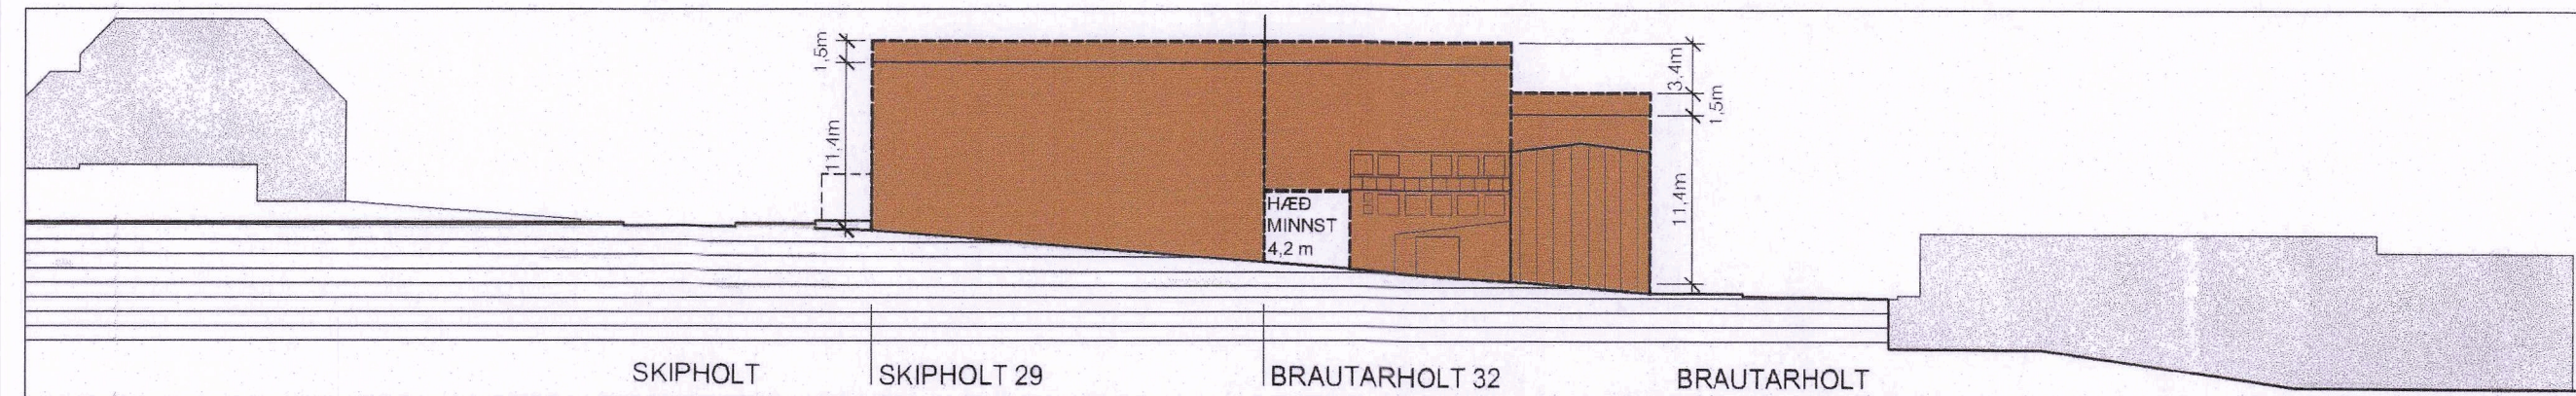 1,5m
11,4m
3,4m
1,5m
11,4m
HÆÐ
MINNST
4,2 m
SKIPHOLT
SKIPHOLT 29
BRAUTARHOLT 32
BRAUTARHOLT